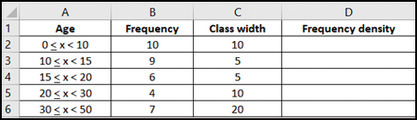 A B C D
1 Age Frequency Class width Frequency density
2 0 ≤ x < 10 10 10
3 10 ≤ x < 15 9 5
4 15 ≤ x < 20 6 5
5 20 ≤ x < 30 4 10
6 30 ≤ x < 50 7 20